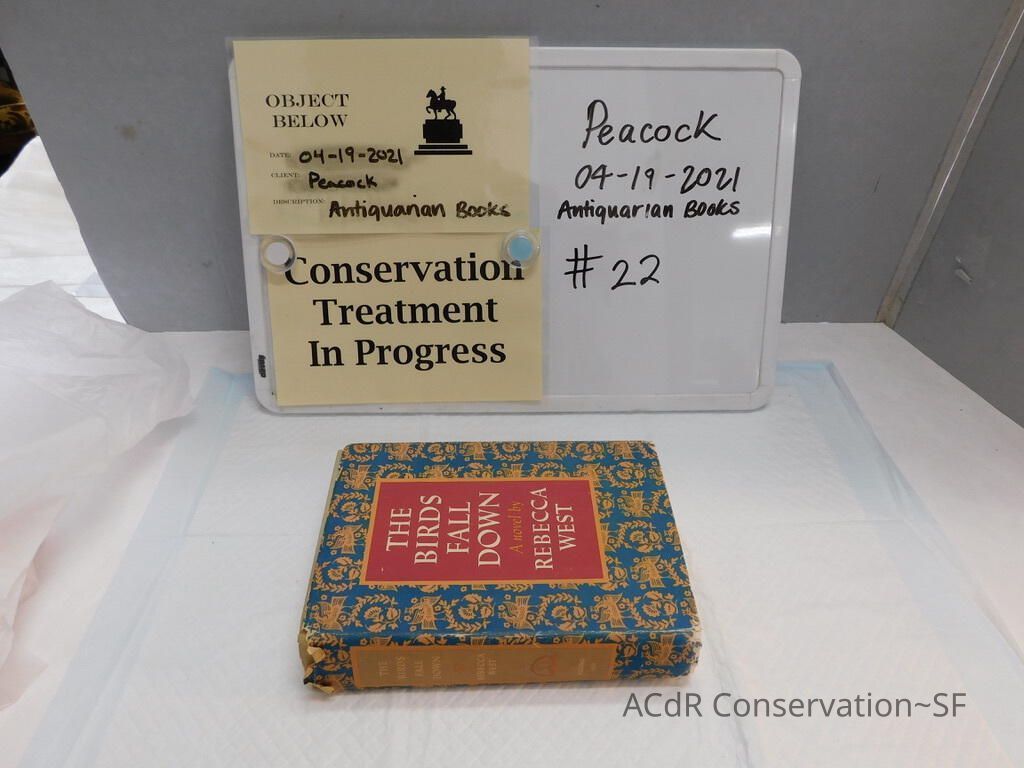 OBJECT
BELOW
DATE: 04-19-2021
CLIENT: Peacock
DESCRIPTION: Antiquarian Books
Conservation
Treatment
In Progress
Peacock
04-19-2021
Antiquarian Books
#22
THE
BIRDS
FALL
DOWN
A novel by
REBECCA
WEST
THE
BIRDS
FALL
DOWN
REBECCA
WEST
ACdR Conservation~SF